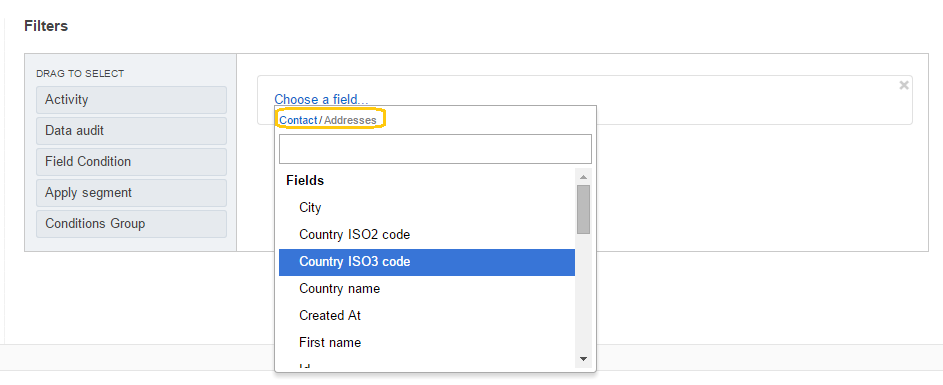 Filters
DRAG TO SELECT
Activity
Data audit
Field Condition
Apply segment
Conditions Group
Choose a field...
Contact / Addresses
Fields
City
Country ISO2 code
Country ISO3 code
Country name
Created At
First name
Id